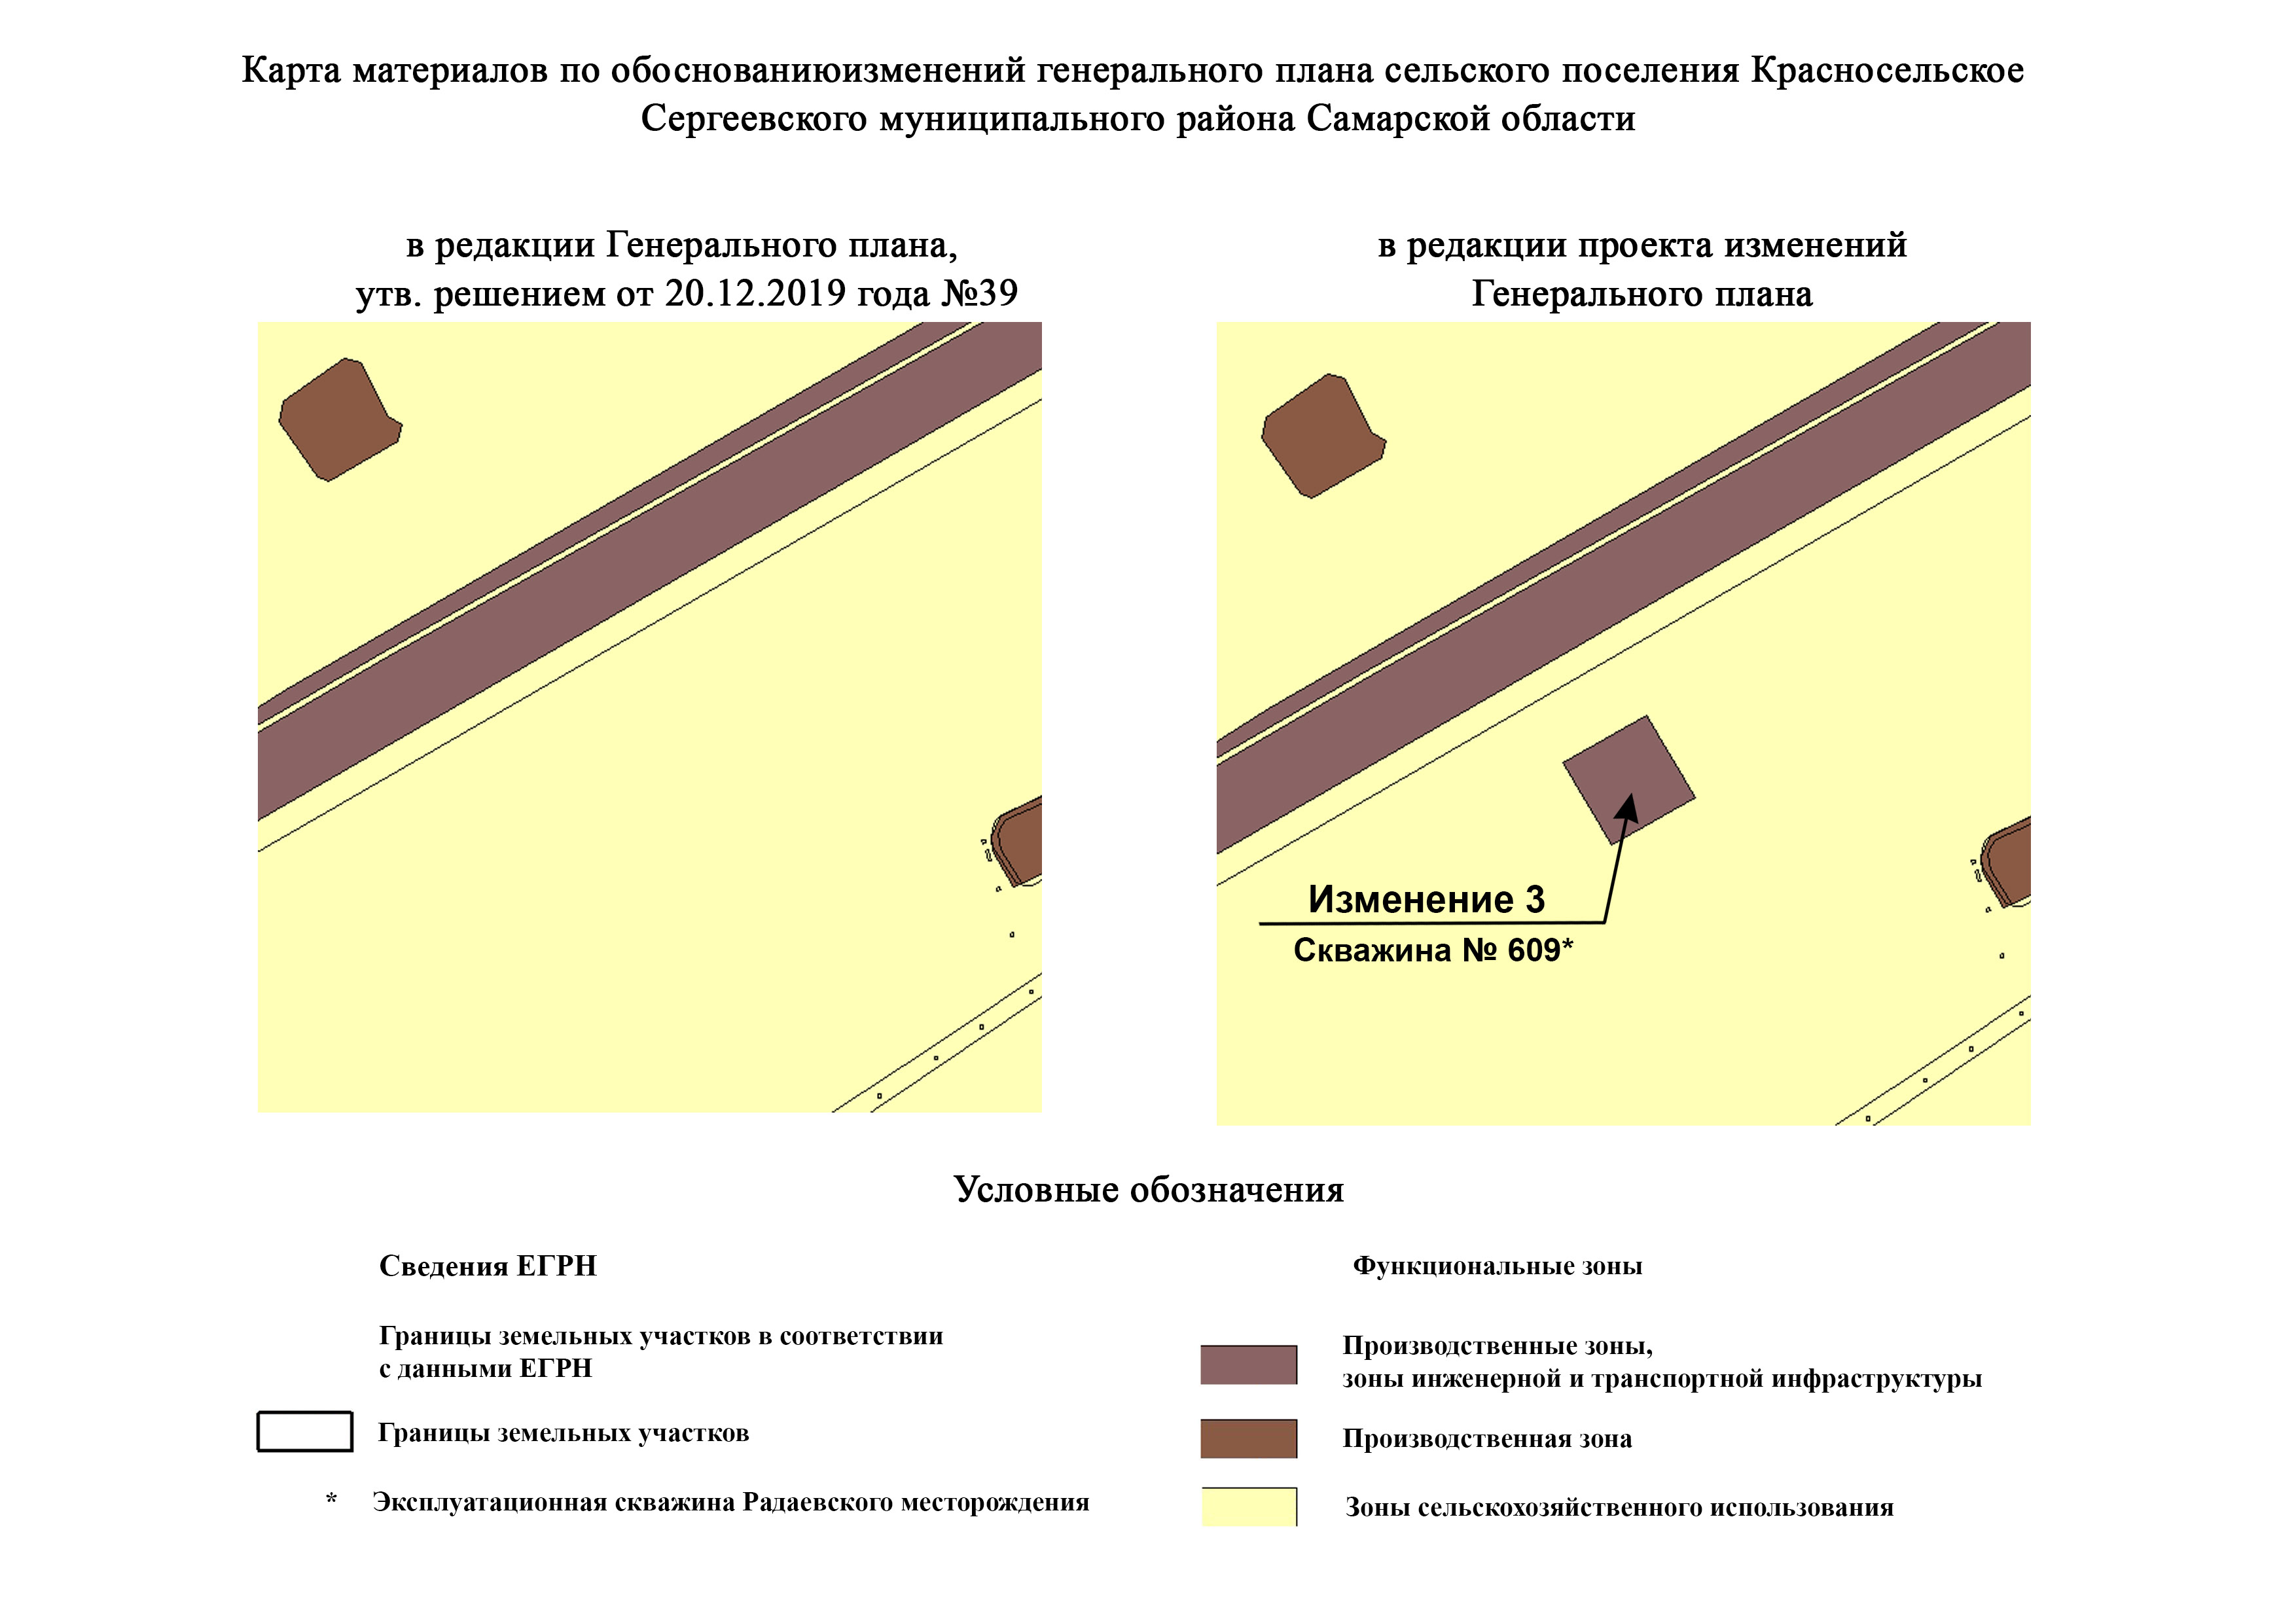 Карта материалов по обоснованиюизменений генерального плана сельского поселения Красносельское
Сергеевского муниципального района Самарской области
в редакции Генерального плана,
утв. решением от 20.12.2019 года №39
в редакции проекта изменений
Генерального плана
Изменение 3
Скважина № 609*
Условные обозначения
Сведения ЕГРН
Границы земельных участков в соответствии
с данными ЕГРН
Границы земельных участков
* Эксплуатационная скважина Радаевского месторождения
Функциональные зоны
Производственные зоны,
зоны инженерной и транспортной инфраструктуры
Производственная зона
Зоны сельскохозяйственного использования